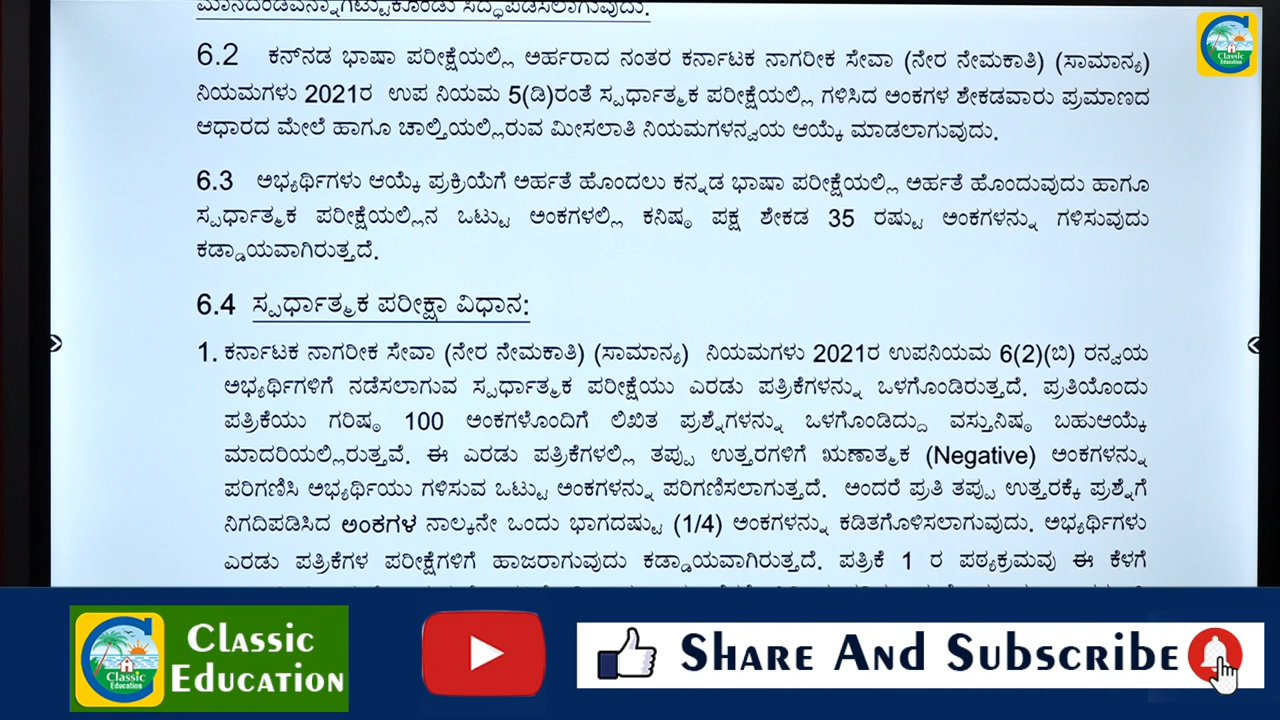 ಮಾನದಂಡವನ್ನಾಗಿಟ್ಟುಕೊಂಡು ಸಿದ್ಧಪಡಿಸಲಾಗುವುದು.
Classic
Education
6.2 ಕನ್‌ನಡ ಭಾಷಾ ಪರೀಕ್ಷೆಯಲ್ಲಿ ಅರ್ಹರಾದ ನಂತರ ಕರ್ನಾಟಕ ನಾಗರೀಕ ಸೇವಾ (ನೇರ ನೇಮಕಾತಿ) (ಸಾಮಾನ್ಯ)
ನಿಯಮಗಳು 2021ರ ಉಪ ನಿಯಮ 5(ಡಿ)ರಂತೆ ಸ್ಪರ್ಧಾತ್ಮಕ ಪರೀಕ್ಷೆಯಲ್ಲಿ ಗಳಿಸಿದ ಅಂಕಗಳ ಶೇಕಡವಾರು ಪ್ರಮಾಣದ
ಆಧಾರದ ಮೇಲೆ ಹಾಗೂ ಚಾಲ್ತಿಯಲ್ಲಿರುವ ಮೀಸಲಾತಿ ನಿಯಮಗಳನ್ವಯ ಆಯ್ಕೆ ಮಾಡಲಾಗುವುದು.
6.3 ಅಭ್ಯರ್ಥಿಗಳು ಆಯ್ಕೆ ಪ್ರಕ್ರಿಯೆಗೆ ಅರ್ಹತೆ ಹೊಂದಲು ಕನ್ನಡ ಭಾಷಾ ಪರೀಕ್ಷೆಯಲ್ಲಿ ಅರ್ಹತೆ ಹೊಂದುವುದು ಹಾಗೂ
ಸ್ಪರ್ಧಾತ್ಮಕ ಪರೀಕ್ಷೆಯಲ್ಲಿನ ಒಟ್ಟು ಅಂಕಗಳಲ್ಲಿ ಕನಿಷ್ಠ ಪಕ್ಷ ಶೇಕಡ 35 ರಷ್ಟು ಅಂಕಗಳನ್ನು ಗಳಿಸುವುದು
ಕಡ್ಡಾಯವಾಗಿರುತ್ತದೆ.
6.4 ಸ್ಪರ್ಧಾತ್ಮಕ ಪರೀಕ್ಷಾ ವಿಧಾನ:
1. ಕರ್ನಾಟಕ ನಾಗರೀಕ ಸೇವಾ (ನೇರ ನೇಮಕಾತಿ) (ಸಾಮಾನ್ಯ) ನಿಯಮಗಳು 2021ರ ಉಪನಿಯಮ 6(2)(ಬಿ) ರನ್ವಯ
ಅಭ್ಯರ್ಥಿಗಳಿಗೆ ನಡೆಸಲಾಗುವ ಸ್ಪರ್ಧಾತ್ಮಕ ಪರೀಕ್ಷೆಯು ಎರಡು ಪತ್ರಿಕೆಗಳನ್ನು ಒಳಗೊಂಡಿರುತ್ತದೆ. ಪ್ರತಿಯೊಂದು
ಪತ್ರಿಕೆಯು ಗರಿಷ್ಠ 100 ಅಂಕಗಳೊಂದಿಗೆ ಲಿಖಿತ ಪ್ರಶ್ನೆಗಳನ್ನು ಒಳಗೊಂಡಿದ್ದು ವಸ್ತುನಿಷ್ಠ ಬಹುಆಯ್ಕೆ
ಮಾದರಿಯಲ್ಲಿರುತ್ತವೆ. ಈ ಎರಡು ಪತ್ರಿಕೆಗಳಲ್ಲಿ ತಪ್ಪು ಉತ್ತರಗಳಿಗೆ ಋಣಾತ್ಮಕ (Negative) ಅಂಕಗಳನ್ನು
ಪರಿಗಣಿಸಿ ಅಭ್ಯರ್ಥಿಯು ಗಳಿಸುವ ಒಟ್ಟು ಅಂಕಗಳನ್ನು ಪರಿಗಣಿಸಲಾಗುತ್ತದೆ. ಅಂದರೆ ಪ್ರತಿ ತಪ್ಪು ಉತ್ತರಕ್ಕೆ ಪ್ರಶ್ನೆಗೆ
ನಿಗದಿಪಡಿಸಿದ ಅಂಕಗಳ ನಾಲ್ಕನೇ ಒಂದು ಭಾಗದಷ್ಟು (1/4) ಅಂಕಗಳನ್ನು ಕಡಿತಗೊಳಿಸಲಾಗುವುದು. ಅಭ್ಯರ್ಥಿಗಳು
ಎರಡು ಪತ್ರಿಕೆಗಳ ಪರೀಕ್ಷೆಗಳಿಗೆ ಹಾಜರಾಗುವುದು ಕಡ್ಡಾಯವಾಗಿರುತ್ತದೆ. ಪತ್ರಿಕೆ 1 ರ ಪಠ್ಯಕ್ರಮವು ಈ ಕೆಳಗೆ
Classic
Education
Classic
Education
Share And Subscribe